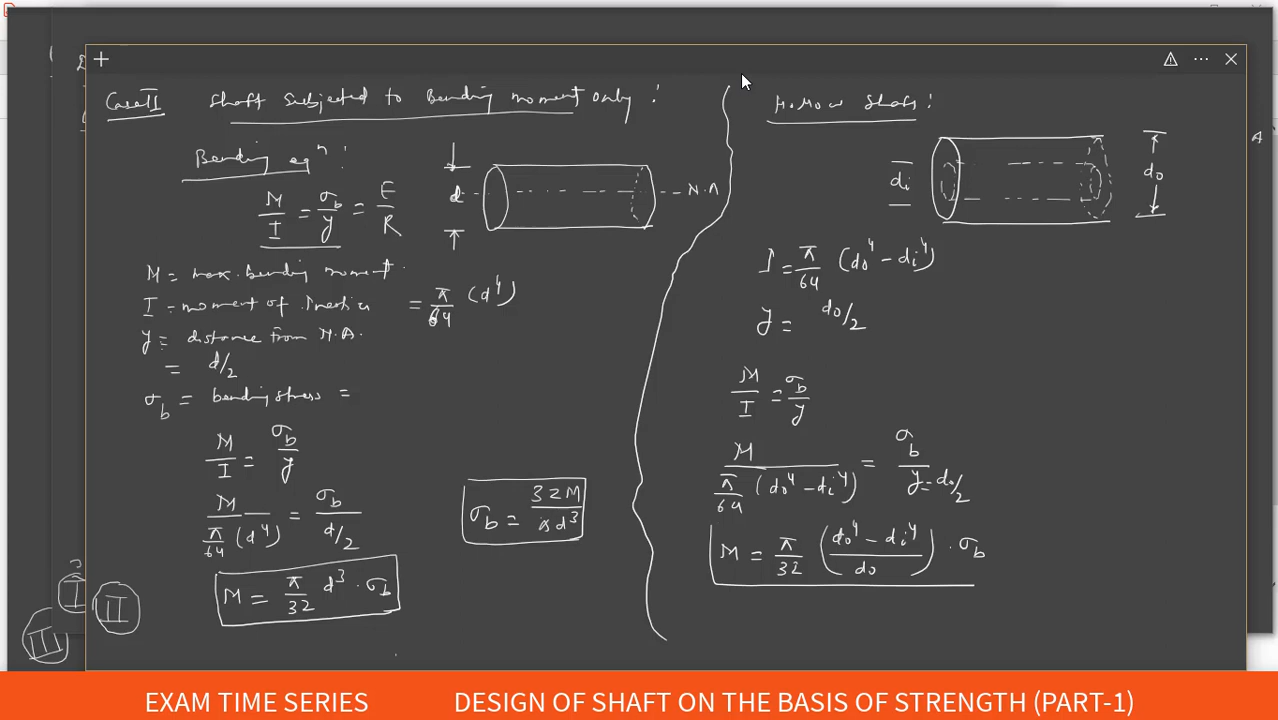 Case II Shaft subjected to Bending moment only :
Bending eqn :
M/I = σb/y = E/R
d
N.A
M = max. bending moment.
I = moment of Inertia = π/64 (d⁴)
y = distance from N.A.
= d/2
σb = bending stress =
M/I = σb/y
M / π/64 (d⁴) = σb / d/2
M = π/32 d³ · σb
σb = 32M / πd³
Hollow shaft :
di
do
I = π/64 (do⁴ - di⁴)
y = do/2
M/I = σb/y
M / π/64 (do⁴ - di⁴) = σb / y = do/2
M = π/32 (do⁴ - di⁴ / do) · σb
A
I
II
III
EXAM TIME SERIES DESIGN OF SHAFT ON THE BASIS OF STRENGTH (PART-1)